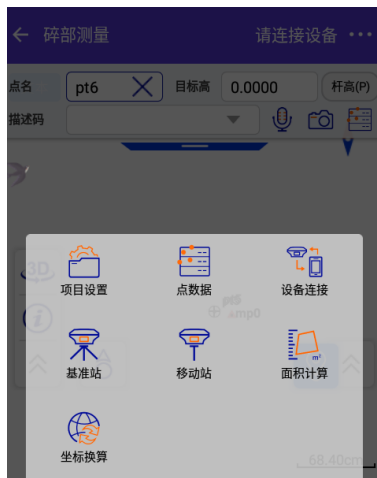 碎部测量 请连接设备
点名 pt6 目标高 0.0000 杆高(P)
描述码
项目设置 点数据 设备连接
3D
pt5
amp0
基准站 移动站 面积计算
m²
坐标换算
68.40cm